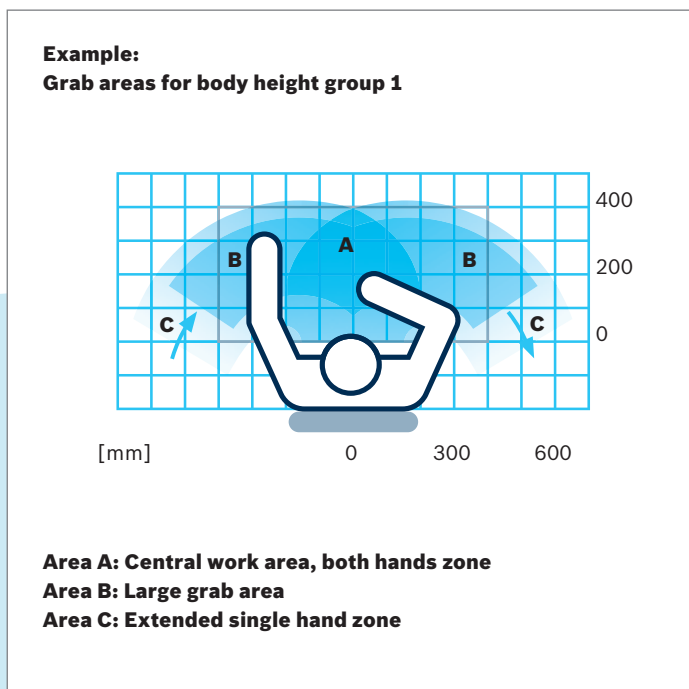 Example:
Grab areas for body height group 1
400
A
B
B
200
C
C
0
[mm]
0
300
600
Area A: Central work area, both hands zone
Area B: Large grab area
Area C: Extended single hand zone